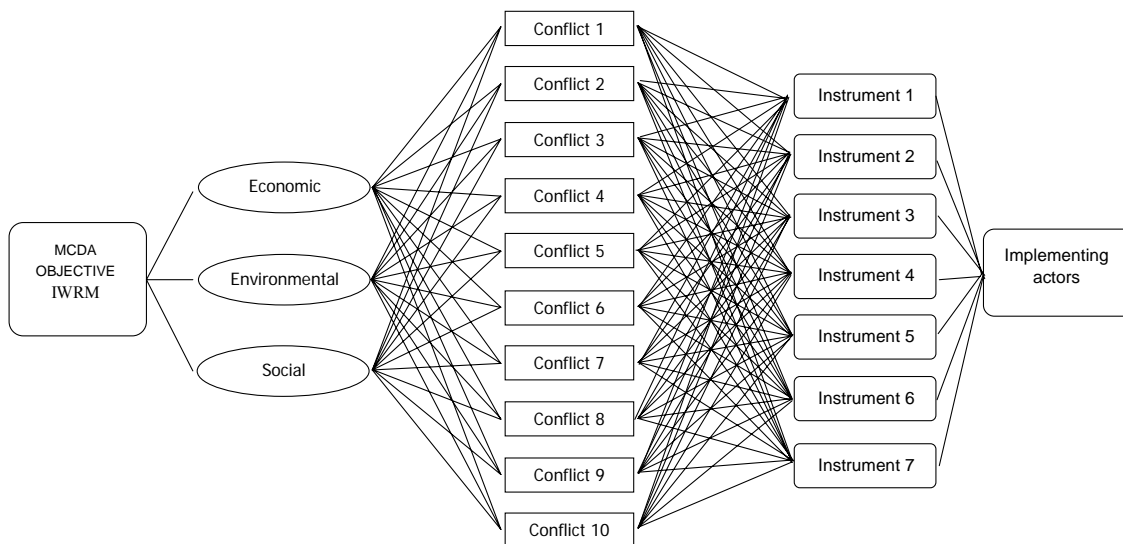 MCDA
OBJECTIVE
IWRM
Economic
Environmental
Social
Conflict 1
Conflict 2
Conflict 3
Conflict 4
Conflict 5
Conflict 6
Conflict 7
Conflict 8
Conflict 9
Conflict 10
Instrument 1
Instrument 2
Instrument 3
Instrument 4
Instrument 5
Instrument 6
Instrument 7
Implementing
actors